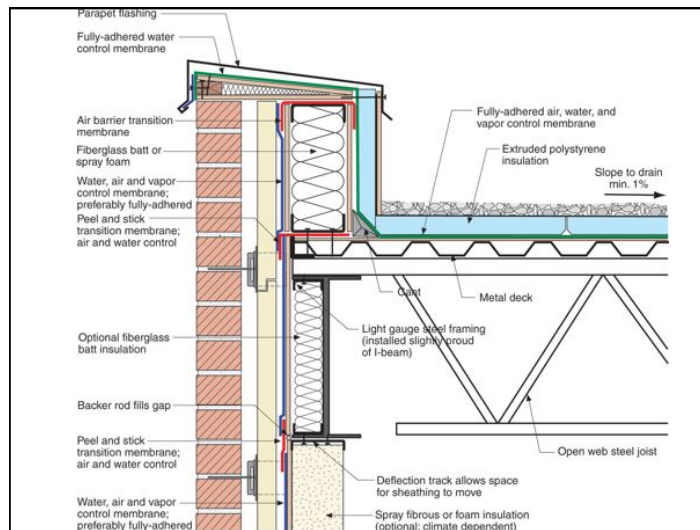 Parapet flashing
Fully-adhered water
control membrane
Air barrier transition
membrane
Fiberglass batt or
spray foam
Water, air and vapor
control membrane;
preferably fully-adhered
Peel and stick
transition membrane;
air and water control
Optional fiberglass
batt insulation
Backer rod fills gap
Peel and stick
transition membrane;
air and water control
Water, air and vapor
control membrane;
preferably fully-adhered
Fully-adhered air, water, and
vapor control membrane
Extruded polystyrene
insulation
Slope to drain
min. 1%
Cant
Metal deck
Light gauge steel framing
(installed slightly proud
of I-beam)
Open web steel joist
Deflection track allows space
for sheathing to move
Spray fibrous or foam insulation
(optional; climate dependent)